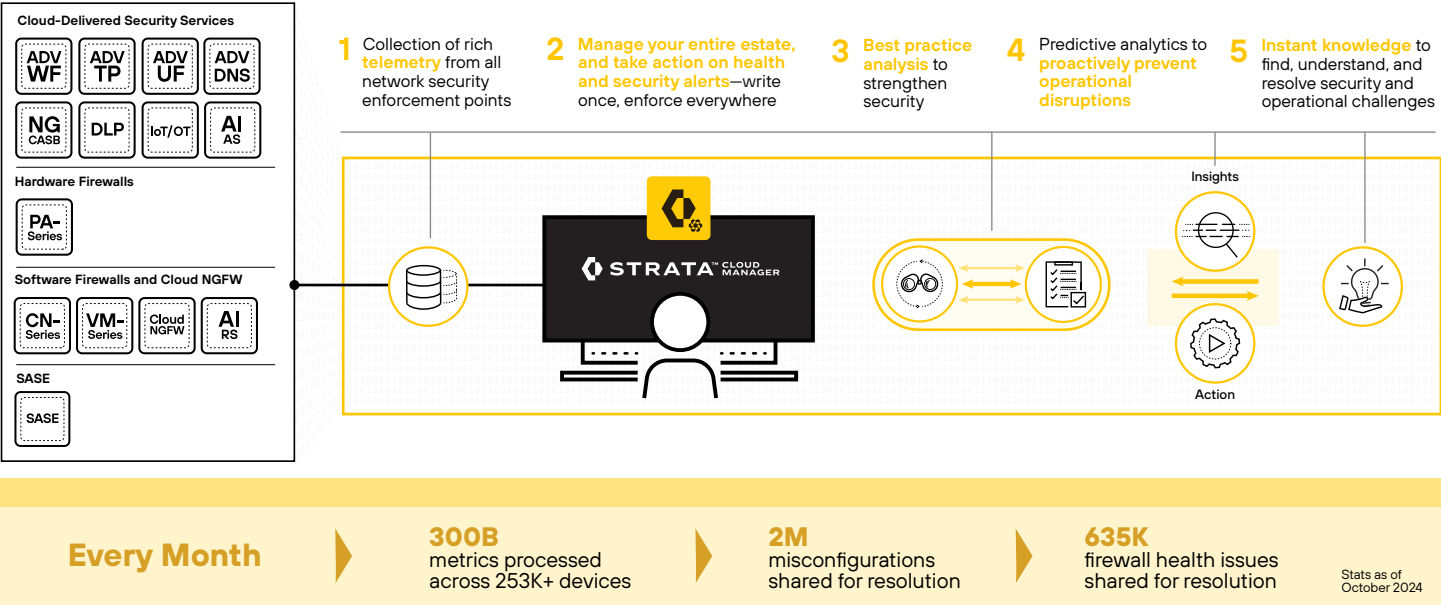 Cloud-Delivered Security Services
ADV
WF
ADV
TP
ADV
UF
ADV
DNS
NG
CASB
DLP
IoT/OT
AI
AS
Hardware Firewalls
PA-
Series
Software Firewalls and Cloud NGFW
CN-
Series
VM-
Series
Cloud
NGFW
AI
RS
SASE
SASE
1
Collection of rich
telemetry from all
network security
enforcement points
2
Manage your entire estate,
and take action on health
and security alerts—write
once, enforce everywhere
3
Best practice
analysis to
strengthen
security
4
Predictive analytics to
proactively prevent
operational
disruptions
5
Instant knowledge to
find, understand, and
resolve security and
operational challenges
STRATA™ CLOUD
MANAGER
Insights
Action
Every Month
300B
metrics processed
across 253K+ devices
2M
misconfigurations
shared for resolution
635K
firewall health issues
shared for resolution
Stats as of
October 2024